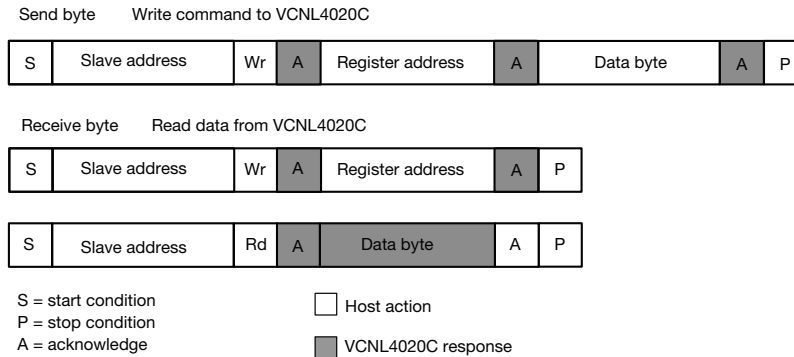 Send byte Write command to VCNL4020C
S Slave address Wr A Register address A Data byte A P
Receive byte Read data from VCNL4020C
S Slave address Wr A Register address A P
S Slave address Rd A Data byte A P
S = start condition
P = stop condition
A = acknowledge
Host action
VCNL4020C response